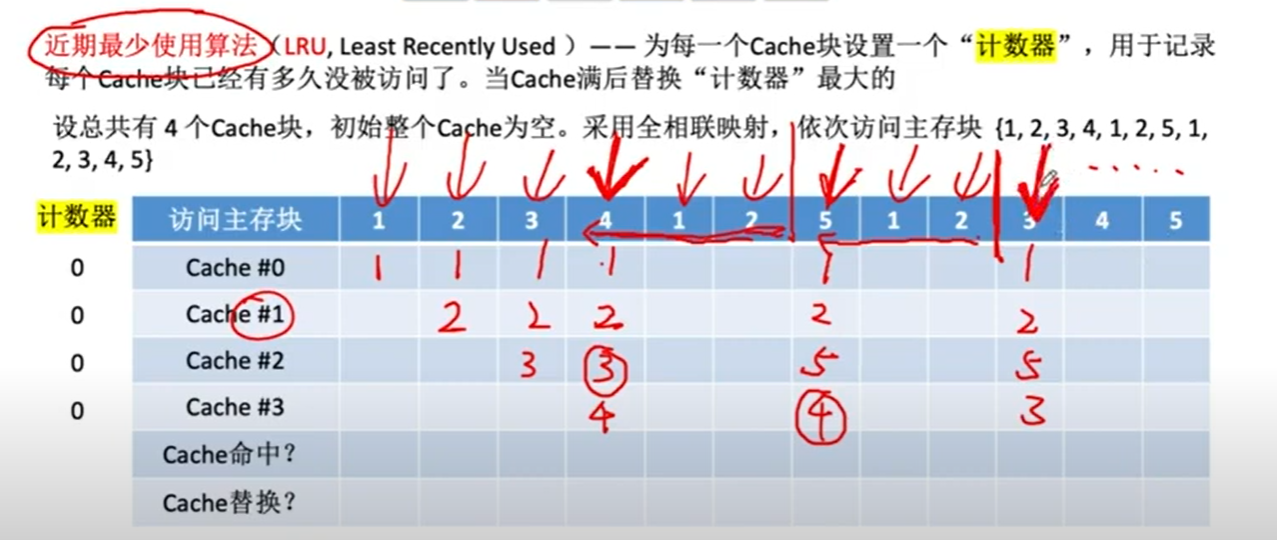 近期最少使用算法（LRU, Least Recently Used ）—— 为每一个Cache块设置一个“计数器”，用于记录
每个Cache块已经有多久没被访问了。当Cache满后替换“计数器”最大的
设总共有 4 个Cache块，初始整个Cache为空。采用全相联映射，依次访问主存块 {1, 2, 3, 4, 1, 2, 5, 1,
2, 3, 4, 5}
计数器 访问主存块 1 2 3 4 1 2 5 1 2 3 4 5
0 Cache #0 1 1 1 1 1 1
0 Cache #1 2 2 2 2 2
0 Cache #2 3 3 5 5
0 Cache #3 4 4 3
Cache命中？
Cache替换？